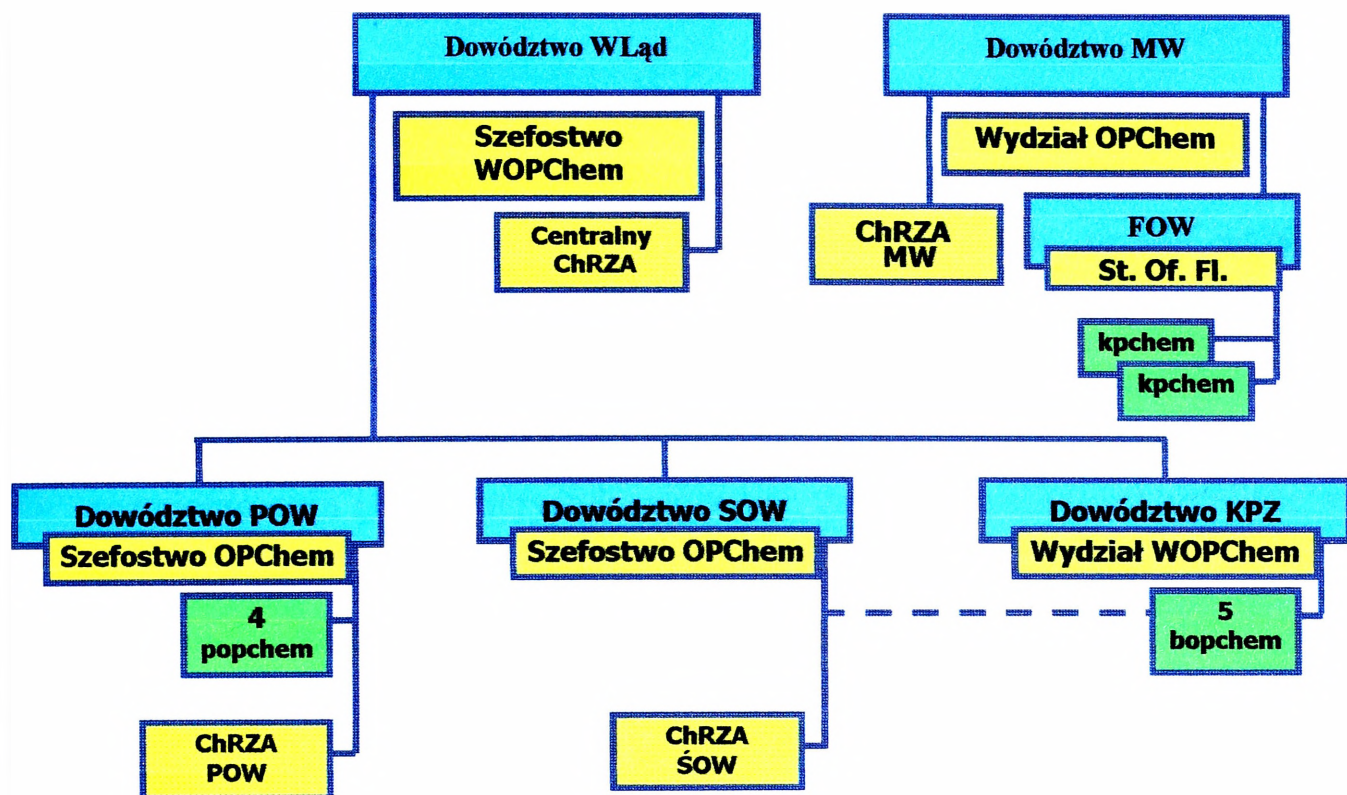 Dowództwo WLąd
Dowództwo MW
Szefostwo
WOPChem
Wydział OPChem
Centralny
ChRZA
ChRZA
MW
FOW
St. Of. Fl.
kpchem
kpchem
Dowództwo POW
Szefostwo OPChem
4
popchem
ChRZA
POW
Dowództwo SOW
Szefostwo OPChem
ChRZA
ŚOW
Dowództwo KPZ
Wydział WOPChem
5
bopchem